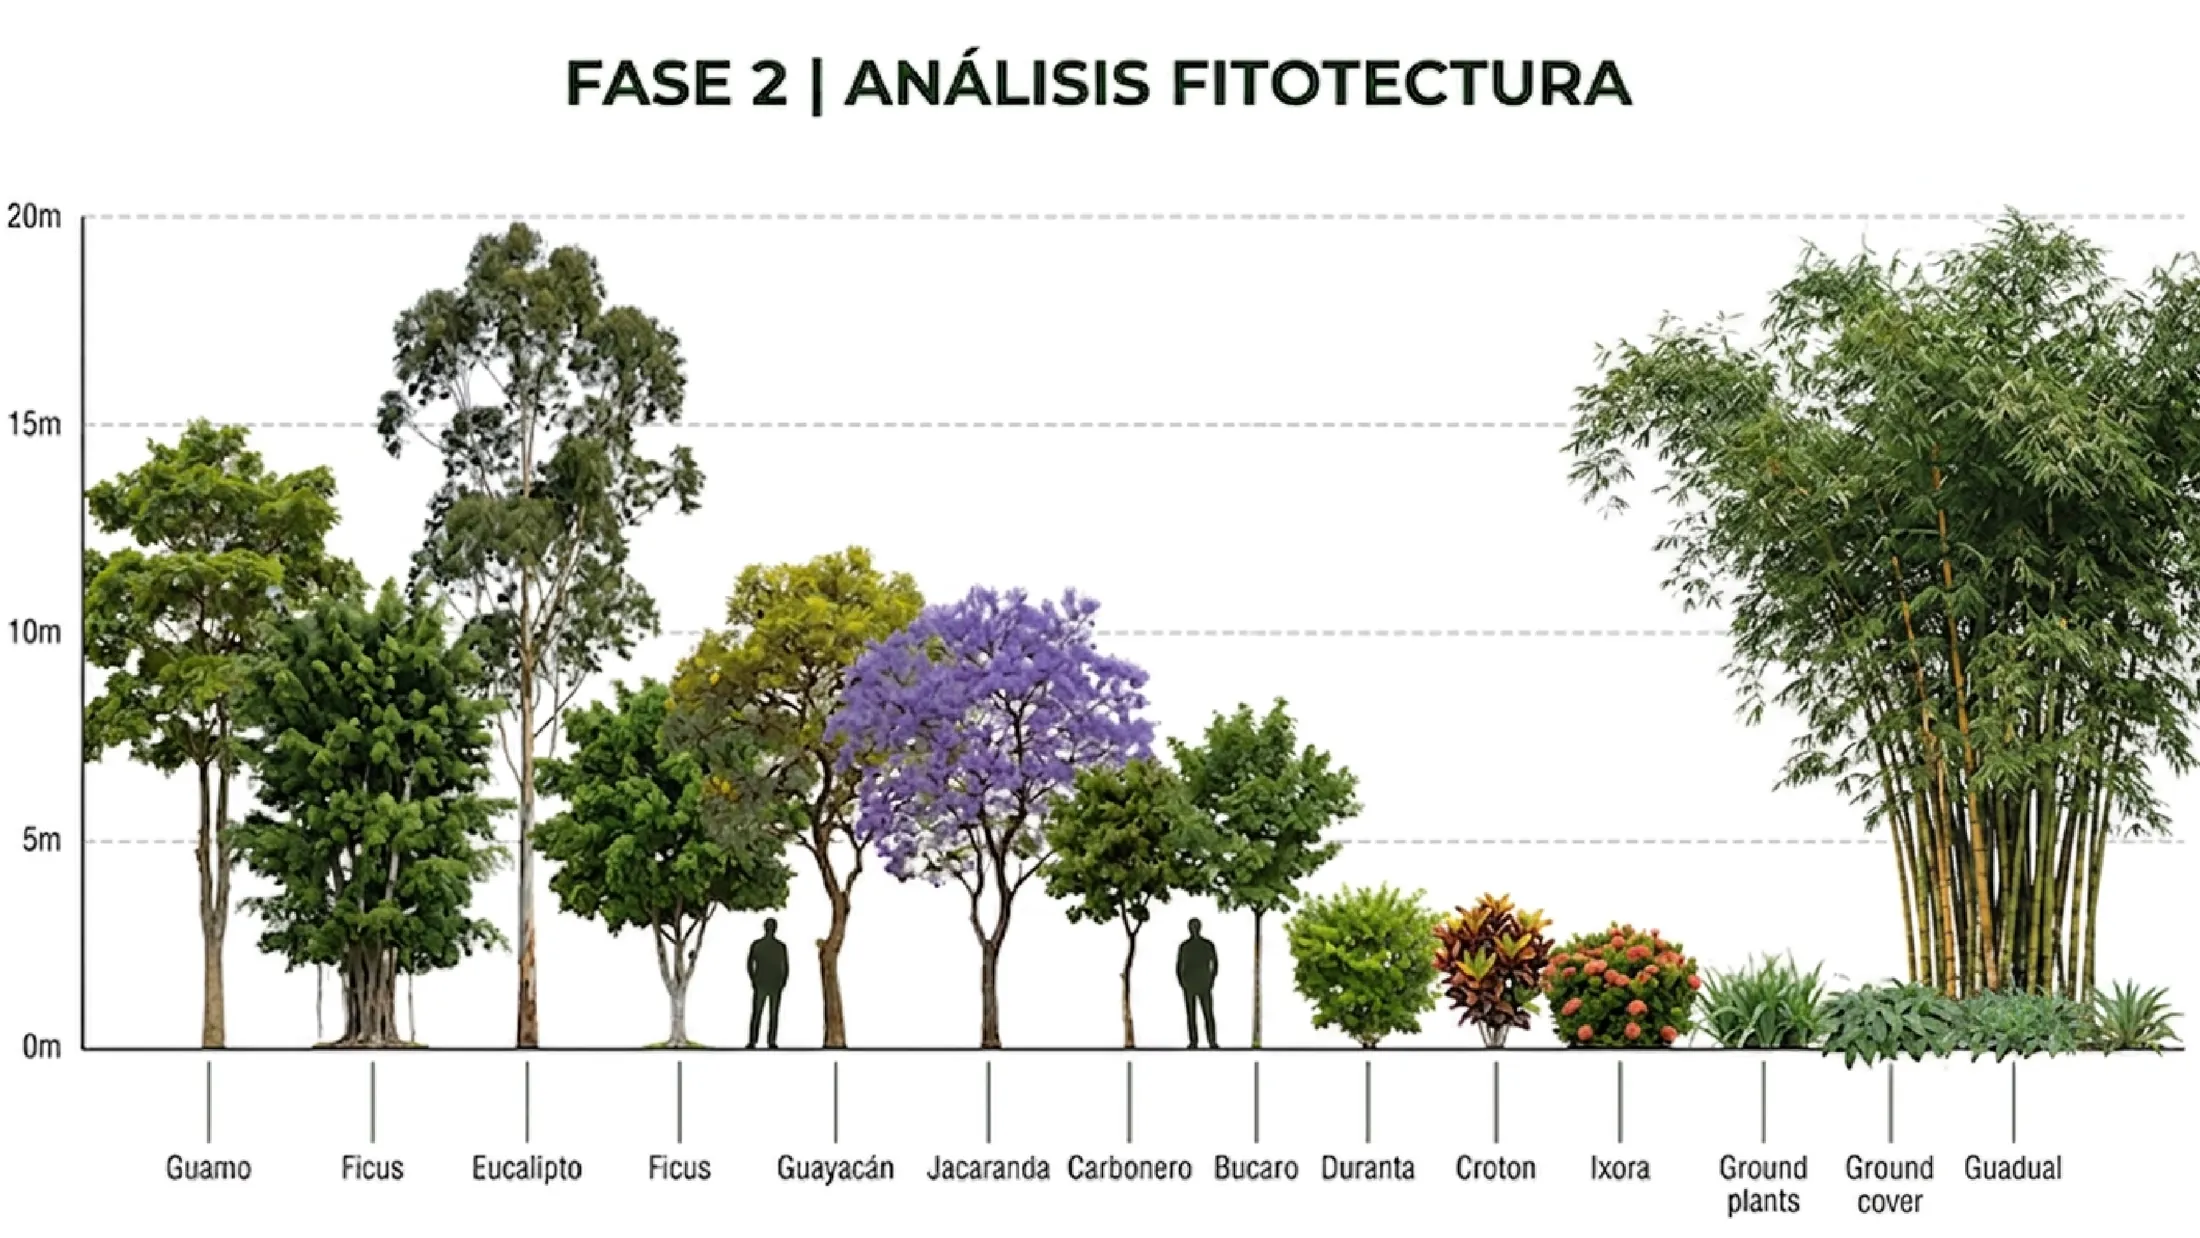 FASE 2 | ANÁLISIS FITOTECTURA
20m
15m
10m
5m
0m
Guamo
Ficus
Eucalipto
Ficus
Guayacán
Jacaranda
Carbonero
Bucaro
Duranta
Croton
Ixora
Ground
plants
Ground
cover
Guadual